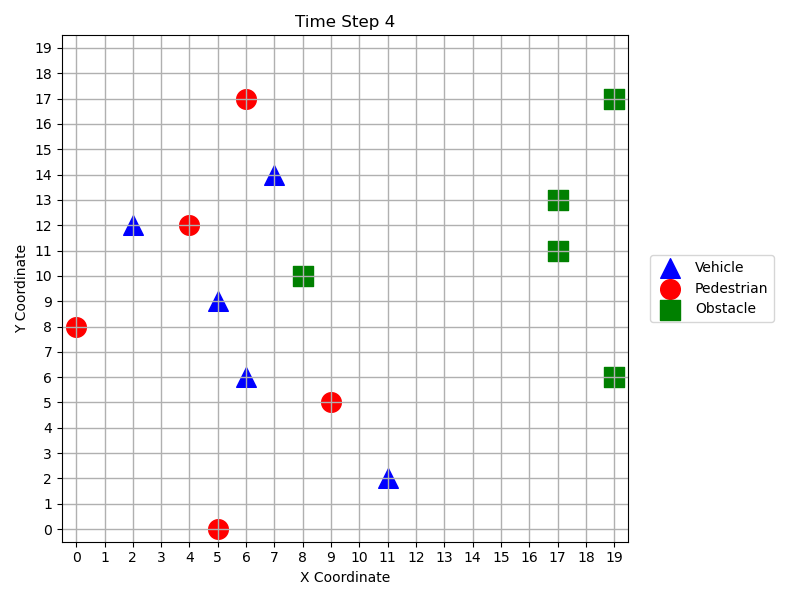 Time Step 4
Y Coordinate
19
18
17
16
15
14
13
12
11
10
9
8
7
6
5
4
3
2
1
0
0 1 2 3 4 5 6 7 8 9 10 11 12 13 14 15 16 17 18 19
X Coordinate
Vehicle
Pedestrian
Obstacle